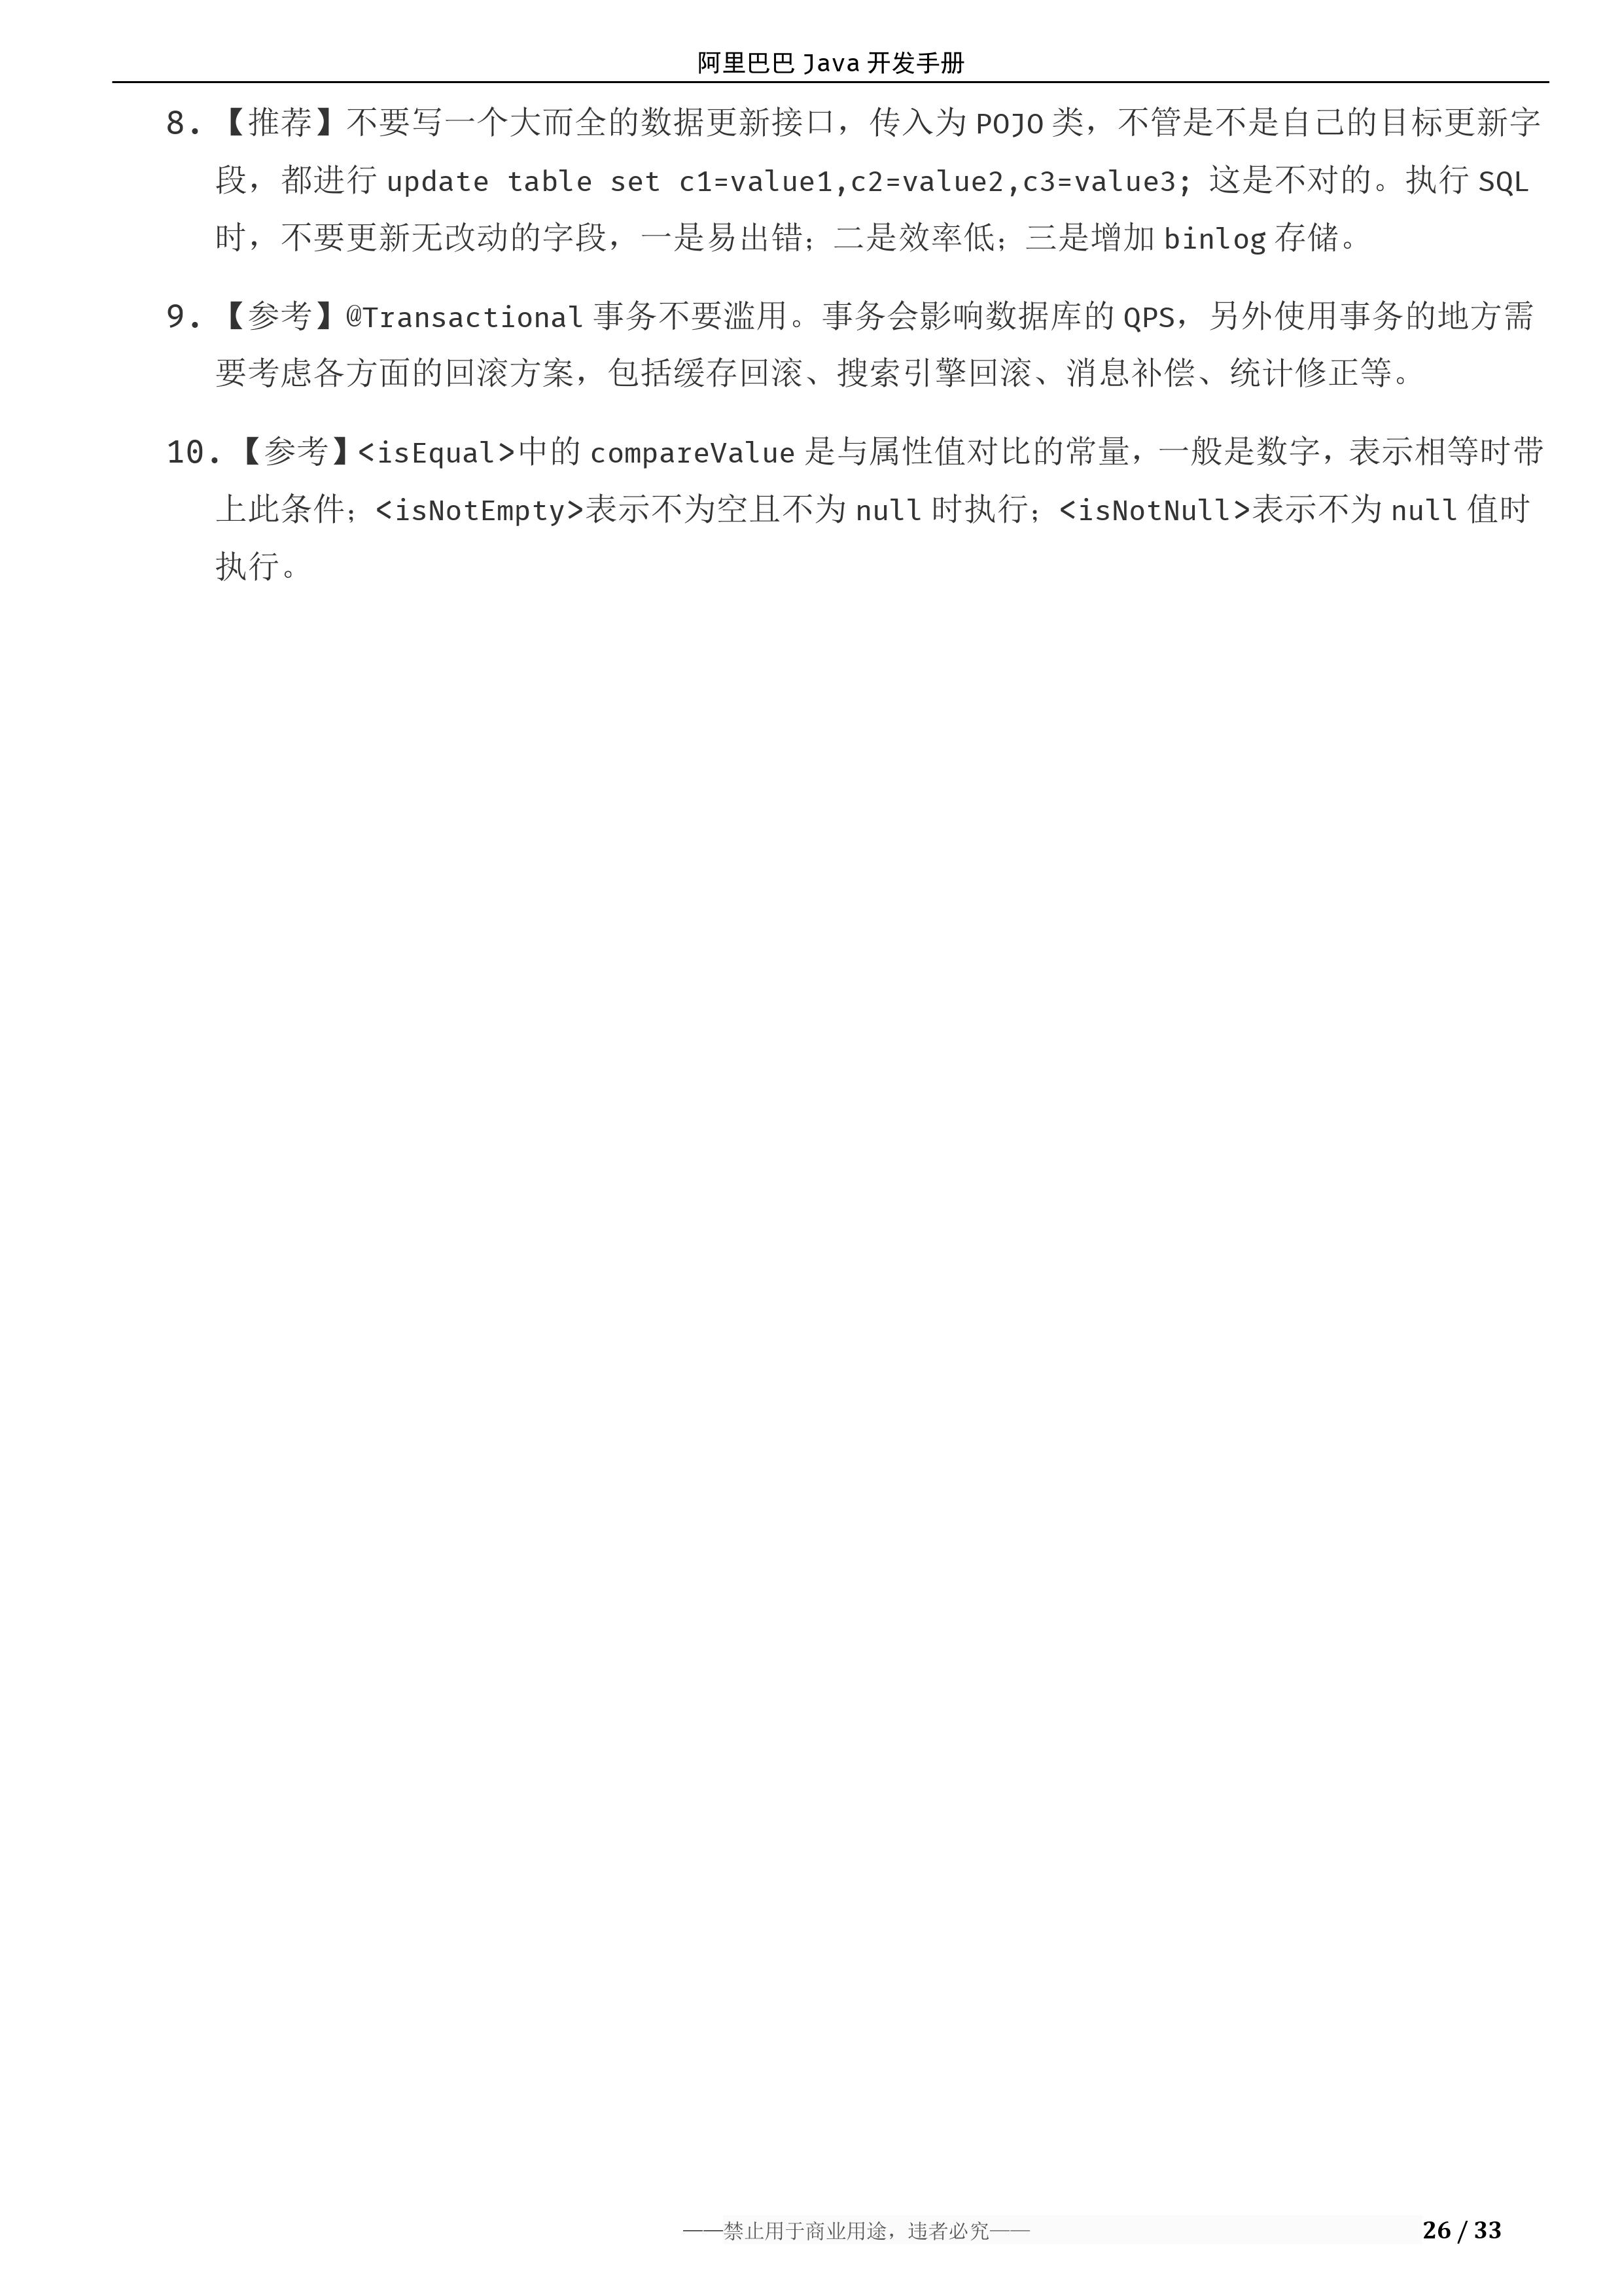 阿里巴巴 Java 开发手册
8. 【推荐】不要写一个大而全的数据更新接口，传入为 POJO 类，不管是不是自己的目标更新字
段，都进行 update table set c1=value1,c2=value2,c3=value3; 这是不对的。执行 SQL
时，不要更新无改动的字段，一是易出错；二是效率低；三是增加 binlog 存储。
9. 【参考】@Transactional 事务不要滥用。事务会影响数据库的 QPS，另外使用事务的地方需
要考虑各方面的回滚方案，包括缓存回滚、搜索引擎回滚、消息补偿、统计修正等。
10. 【参考】<isEqual>中的 compareValue 是与属性值对比的常量，一般是数字，表示相等时带
上此条件；<isNotEmpty>表示不为空且不为 null 时执行；<isNotNull>表示不为 null 值时
执行。
——禁止用于商业用途，违者必究—— 26 / 33